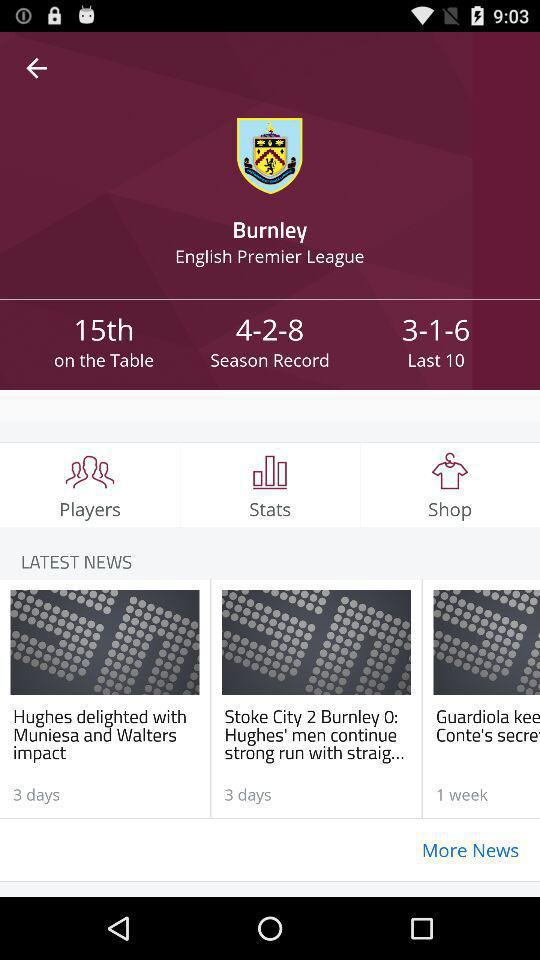 9:03
Burnley
English Premier League
15th 4-2-8 3-1-6
on the Table Season Record Last 10
Players Stats Shop
LATEST NEWS
Hughes delighted with
Muniesa and Walters
impact
3 days
Stoke City 2 Burnley 0:
Hughes' men continue
strong run with straig...
3 days
Guardiola kee
Conte's secre
1 week
More News